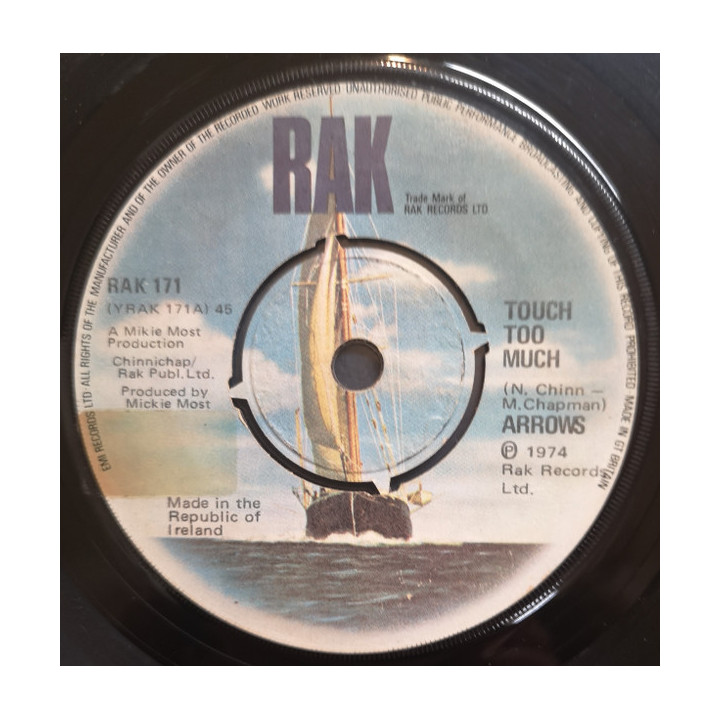 EMI RECORDS LTD·ALL RIGHTS OF THE MANUFACTURER AND OF THE OWNER OF THE RECORDED WORK RESERVED UNAUTHORISED PUBLIC PERFORMANCE BROADCASTING AND COPYING OF THIS RECORD PROHIBITED MADE IN GT BRITAIN
RAK
Trade Mark of
RAK RECORDS LTD
RAK 171
(YRAK 171A) 45
A Mikie Most
Production
Chinnichap/
Rak Publ. Ltd.
Produced by
Mickie Most
TOUCH
TOO
MUCH
(N. Chinn –
M. Chapman)
ARROWS
℗ 1974
Rak Records
Ltd.
Made in the
Republic of
Ireland